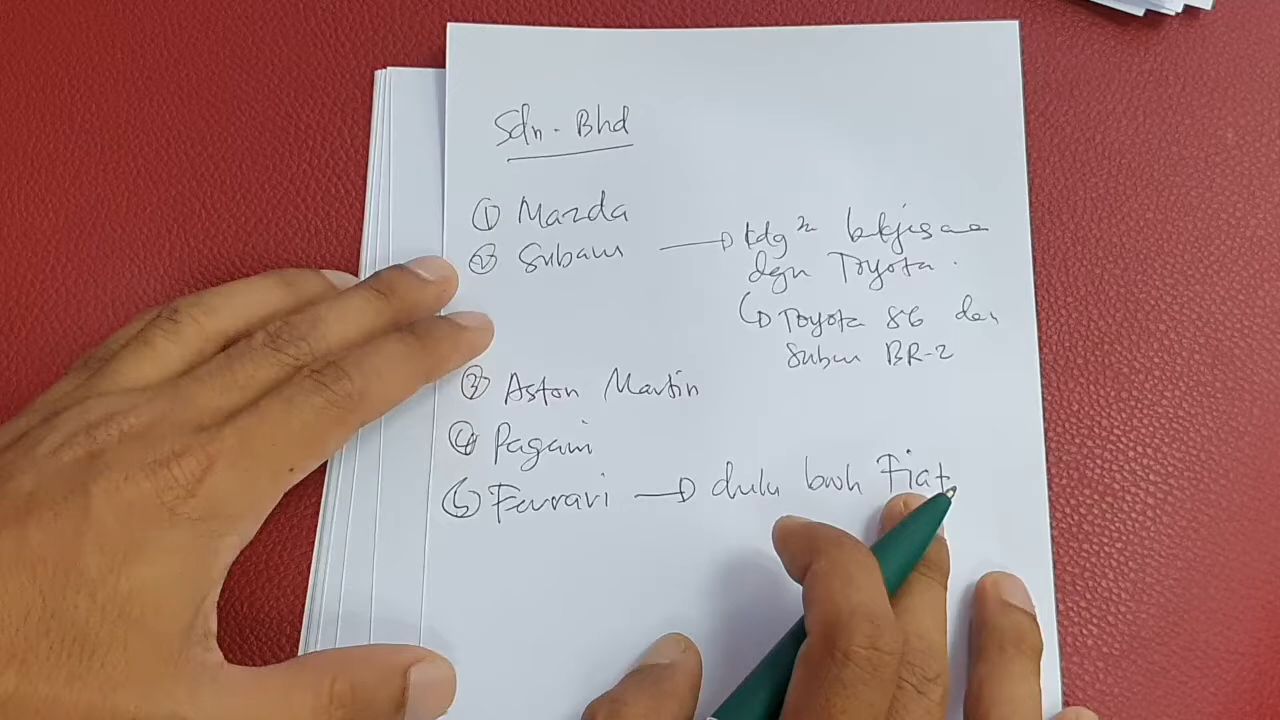 Sdn. Bhd
① Mazda
② Subaru → kdg² bekjasama
dgn Toyota.
↳ Toyota 86 dan
Subaru BR-Z
③ Aston Martin
④ Pagani
⑤ Ferrari → dulu bwh Fiat